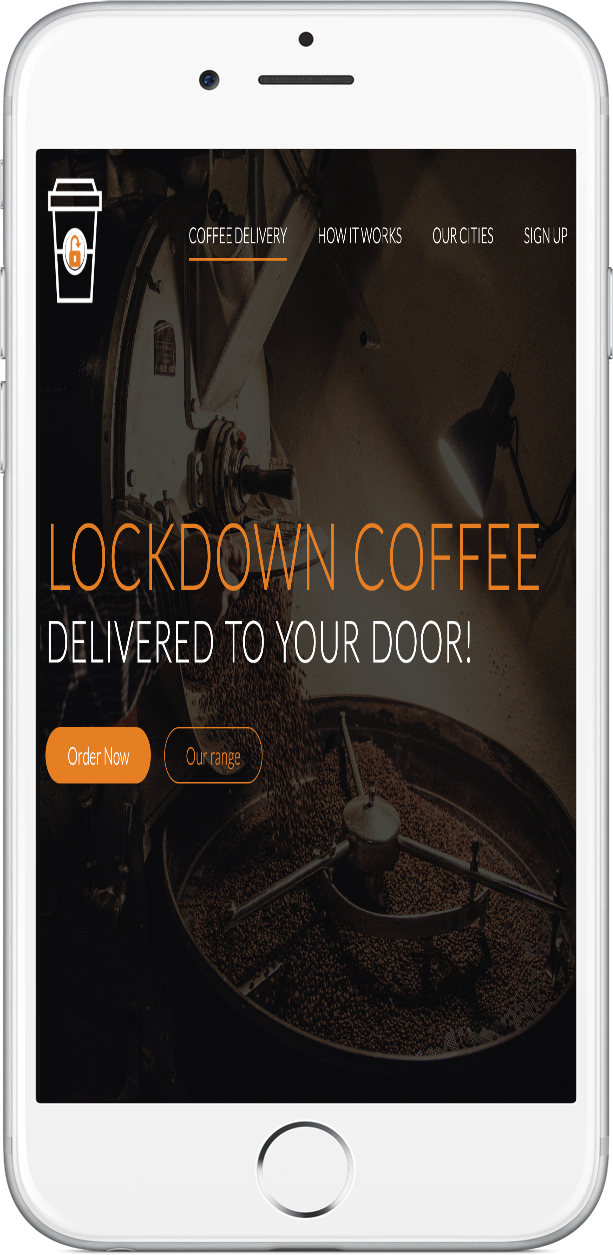 COFFEE DELIVERY HOW IT WORKS OUR CITIES SIGN UP
LOCKDOWN COFFEE
DELIVERED TO YOUR DOOR!
Order Now Our range